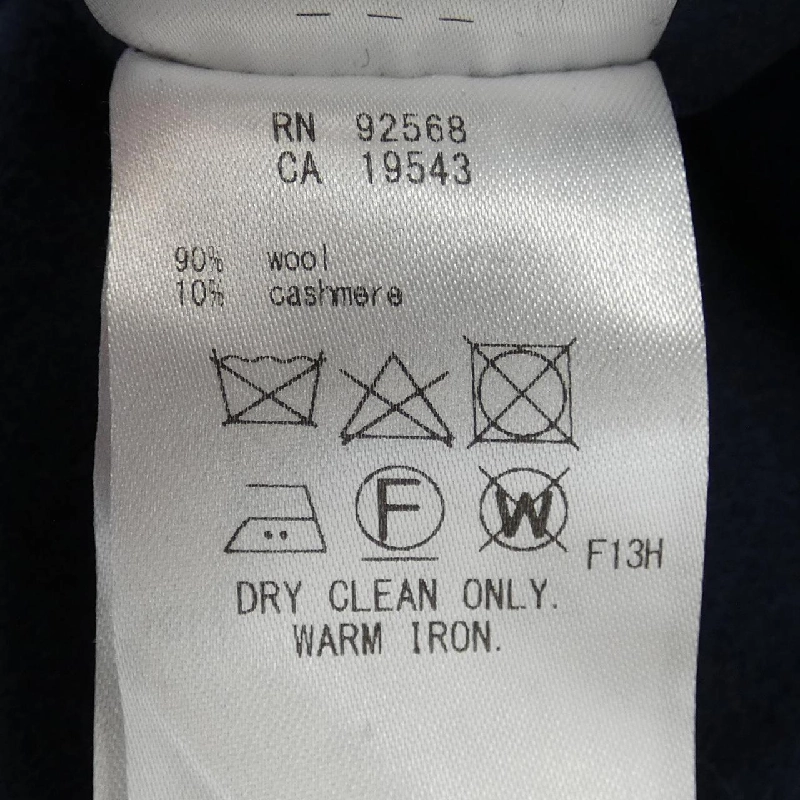 RN 92568
CA 19543
90% wool
10% cashmere
F W F13H
DRY CLEAN ONLY.
WARM IRON.